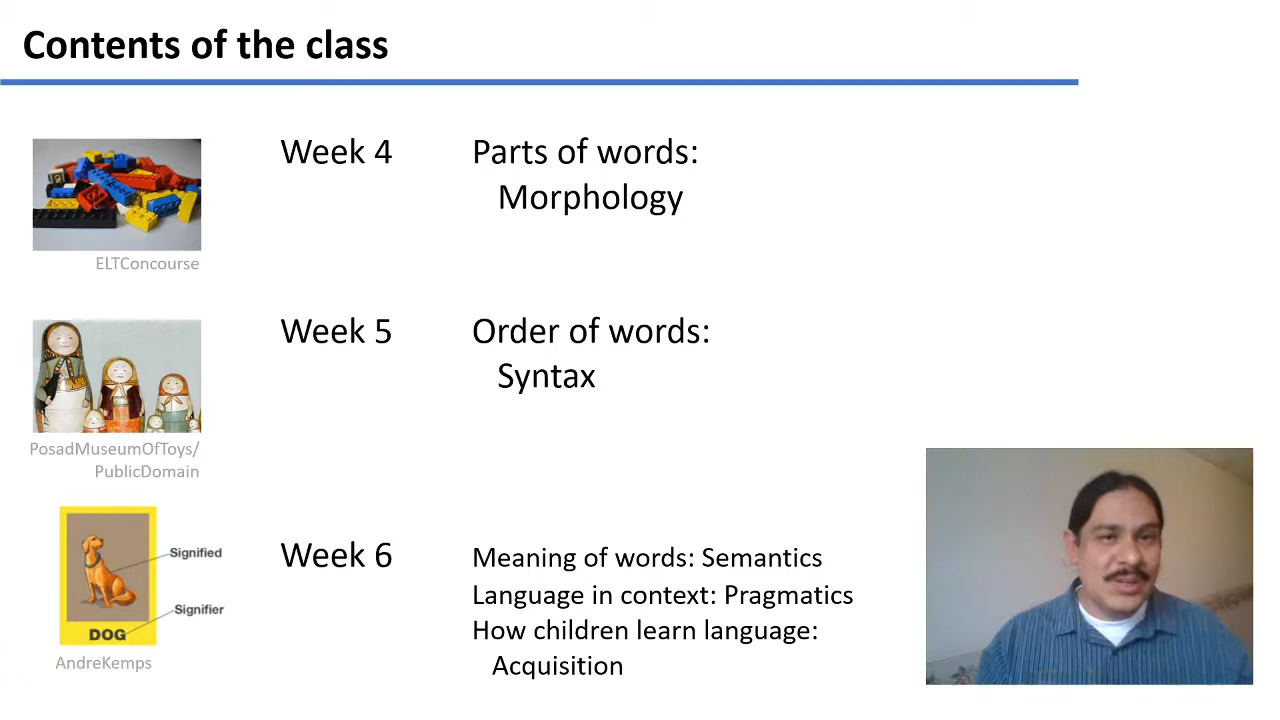 Contents of the class
Week 4
Parts of words:
Morphology
ELTConcourse
Week 5
Order of words:
Syntax
PosadMuseumOfToys/
PublicDomain
Signified
Signifier
DOG
AndreKemps
Week 6
Meaning of words: Semantics
Language in context: Pragmatics
How children learn language:
Acquisition